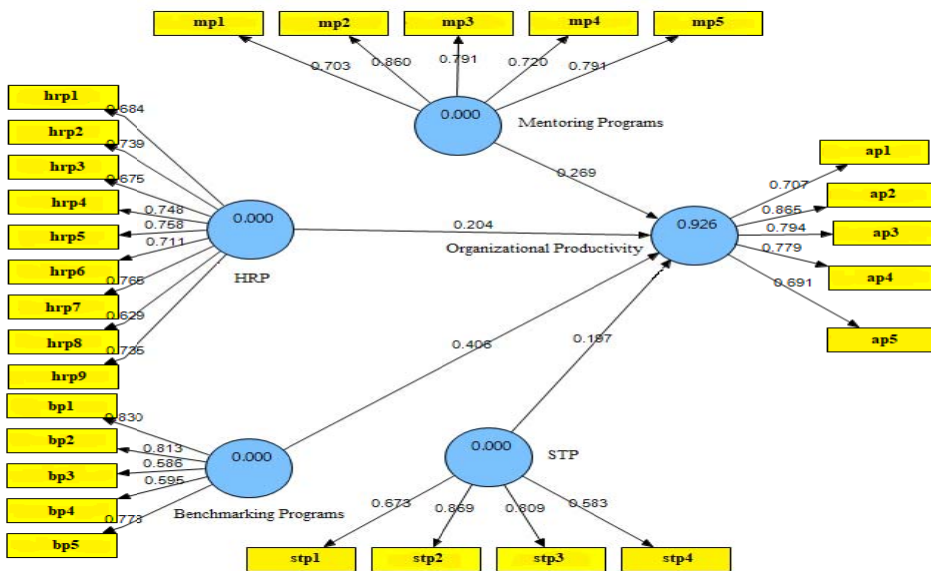 mp1 mp2 mp3 mp4 mp5
0.703 0.860 0.791 0.720 0.791
0.000
Mentoring Programs
hrp1
hrp2
hrp3
hrp4
hrp5
hrp6
hrp7
hrp8
hrp9
0.684
0.739
0.675
0.748
0.758
0.711
0.765
0.629
0.735
0.000
HRP
0.269
0.204
0.406
0.197
0.926
Organizational Productivity
0.707
0.865
0.794
0.779
0.691
ap1
ap2
ap3
ap4
ap5
bp1
bp2
bp3
bp4
bp5
0.830
0.813
0.586
0.595
0.773
0.000
Benchmarking Programs
0.000
STP
0.673 0.869 0.809 0.583
stp1 stp2 stp3 stp4